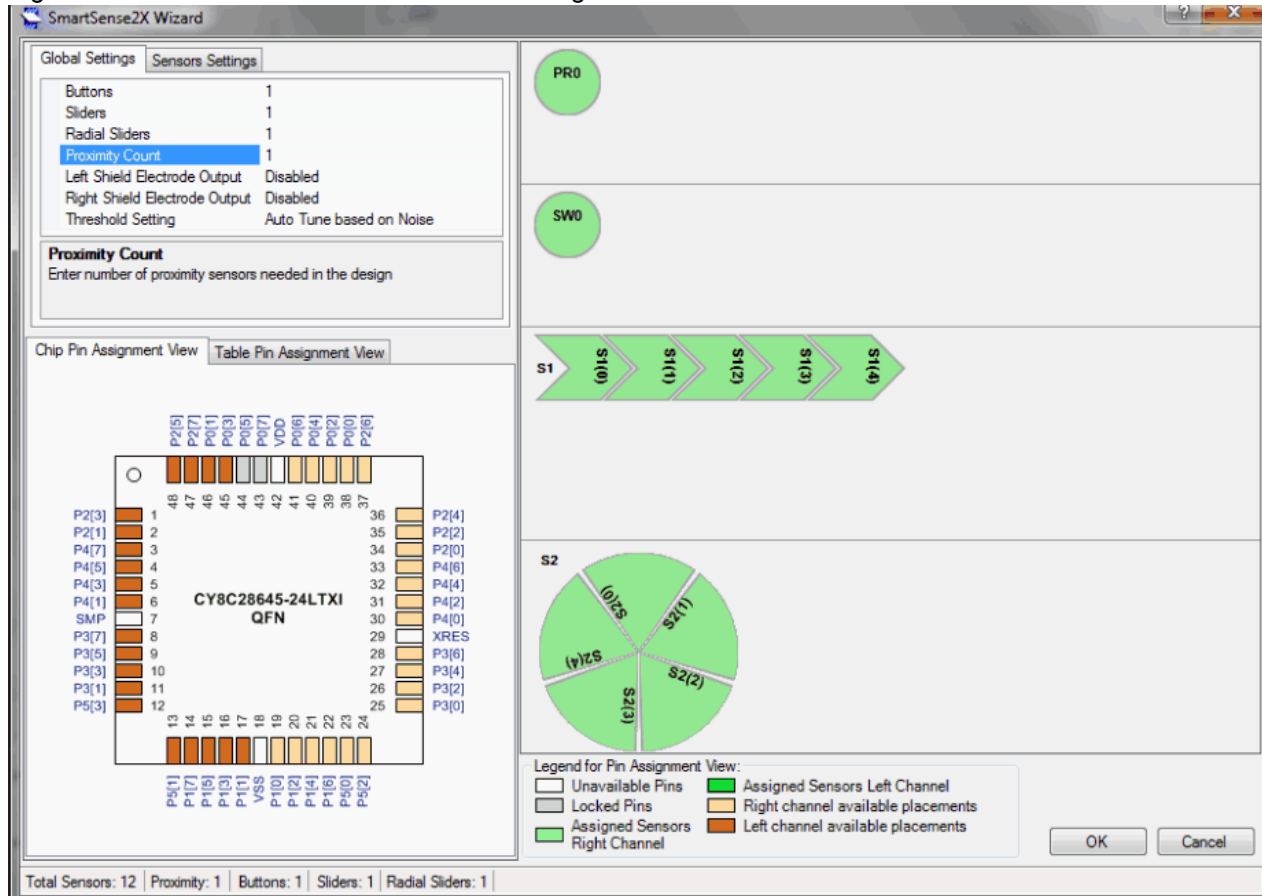 SmartSense2X Wizard
Global Settings Sensors Settings
Buttons 1
Sliders 1
Radial Sliders 1
Proximity Count 1
Left Shield Electrode Output Disabled
Right Shield Electrode Output Disabled
Threshold Setting Auto Tune based on Noise
Proximity Count
Enter number of proximity sensors needed in the design
Chip Pin Assignment View Table Pin Assignment View
P2[5] P2[7] P0[1] P0[3] P0[5] P0[7] VDD P0[6] P0[4] P0[2] P0[0] P2[6]
48 47 46 45 44 43 42 41 40 39 38 37
P2[3] 1 36 P2[4]
P2[1] 2 35 P2[2]
P4[7] 3 34 P2[0]
P4[5] 4 33 P4[6]
P4[3] 5 32 P4[4]
P4[1] 6 CY8C28645-24LTXI 31 P4[2]
SMP 7 QFN 30 P4[0]
P3[7] 8 29 XRES
P3[5] 9 28 P3[6]
P3[3] 10 27 P3[4]
P3[1] 11 26 P3[2]
P5[3] 12 25 P3[0]
13 14 15 16 17 18 19 20 21 22 23 24
P5[1] P1[7] P1[5] P1[3] P1[1] VSS P1[0] P1[2] P1[4] P1[6] P5[0] P5[2]
PR0
SW0
S1 S1(0) S1(1) S1(2) S1(3) S1(4)
S2
S2(0) S2(1)
S2(4) S2(2)
S2(3)
Legend for Pin Assignment View:
Unavailable Pins Assigned Sensors Left Channel
Locked Pins Right channel available placements
Assigned Sensors Right Channel Left channel available placements
OK Cancel
Total Sensors: 12 Proximity: 1 Buttons: 1 Sliders: 1 Radial Sliders: 1